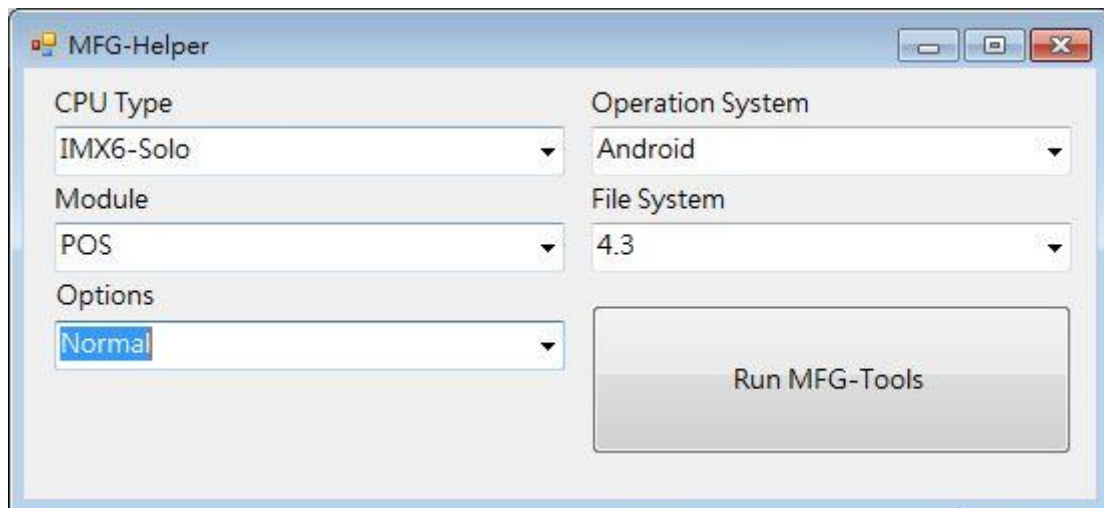 MFG-Helper
CPU Type
Operation System
IMX6-Solo
Android
Module
File System
POS
4.3
Options
Normal
Run MFG-Tools